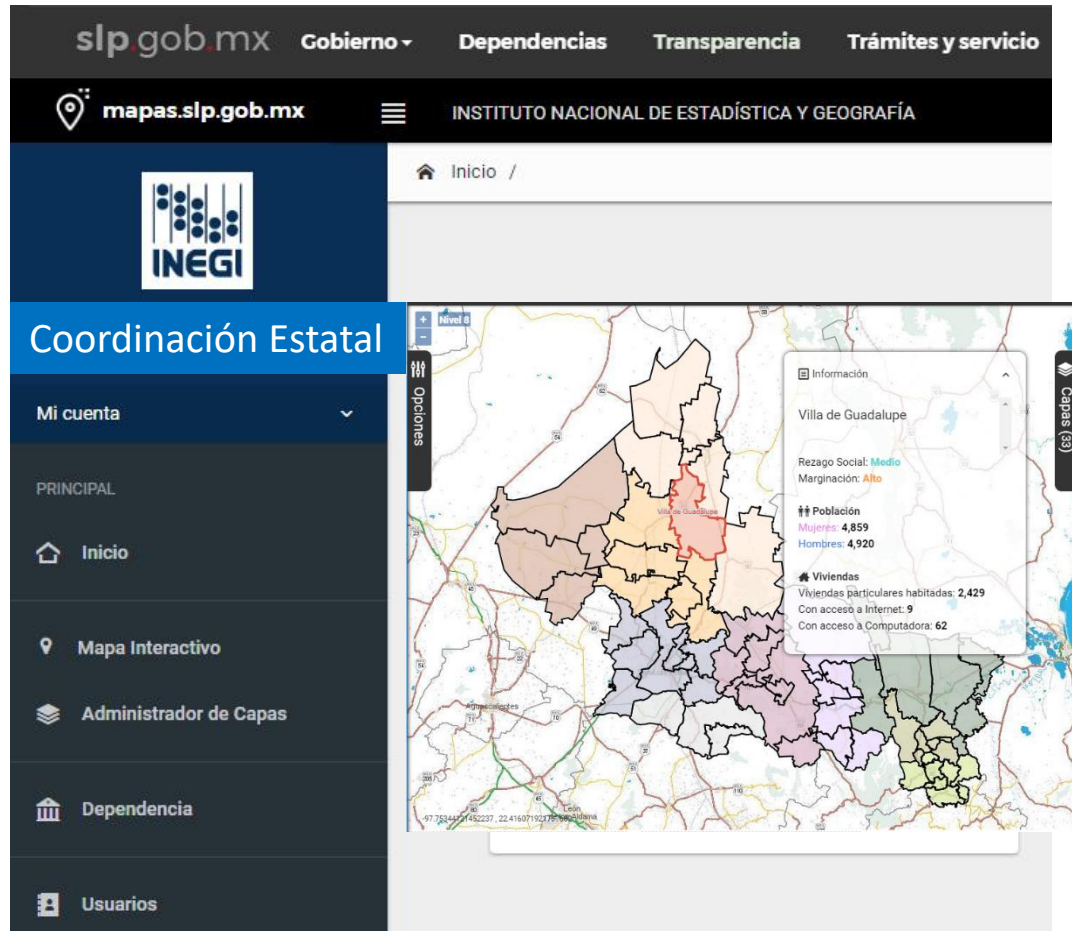 slp.gob.mx Gobierno Dependencias Transparencia Trámites y servicio
mapas.slp.gob.mx INSTITUTO NACIONAL DE ESTADÍSTICA Y GEOGRAFÍA
Inicio /
INEGI
Coordinación Estatal
Mi cuenta
PRINCIPAL
Inicio
Mapa Interactivo
Administrador de Capas
Dependencia
Usuarios
+ Nivel 8
-
Opciones
Capas (33)
Información
Villa de Guadalupe
Rezago Social: Medio
Marginación: Alto
Población
Mujeres: 4,859
Hombres: 4,920
Viviendas
Viviendas particulares habitadas: 2,429
Con acceso a Internet: 9
Con acceso a Computadora: 62
Villa de Guadalupe
Aguascalientes
León